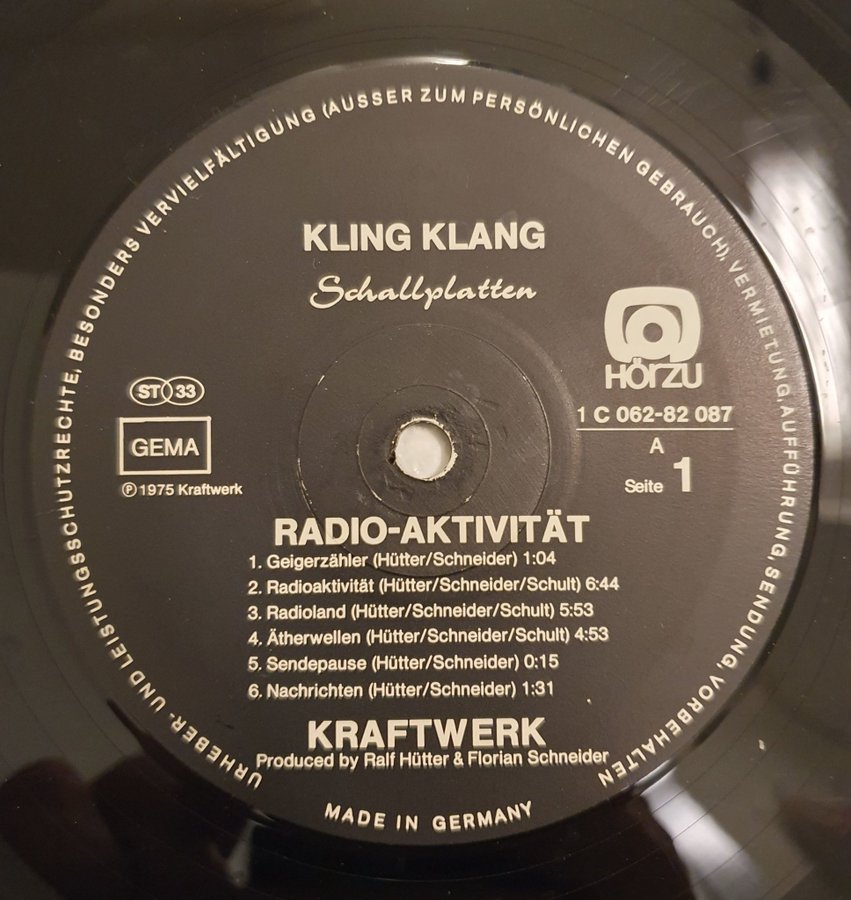 URHEBER- UND LEISTUNGSSCHUTZRECHTE, BESONDERS VERVIELFÄLTIGUNG (AUSSER ZUM PERSÖNLICHEN GEBRAUCH), VERMIETUNG, AUFFÜHRUNG, SENDUNG, VORBEHALTEN
KLING KLANG
Schallplatten
HÖRZU
ST 33
1 C 062-82 087
GEMA
A
Seite 1
℗ 1975 Kraftwerk
RADIO-AKTIVITÄT
1. Geigerzähler (Hütter/Schneider) 1:04
2. Radioaktivität (Hütter/Schneider/Schult) 6:44
3. Radioland (Hütter/Schneider/Schult) 5:53
4. Ätherwellen (Hütter/Schneider/Schult) 4:53
5. Sendepause (Hütter/Schneider) 0:15
6. Nachrichten (Hütter/Schneider) 1:31
KRAFTWERK
Produced by Ralf Hütter & Florian Schneider
MADE IN GERMANY